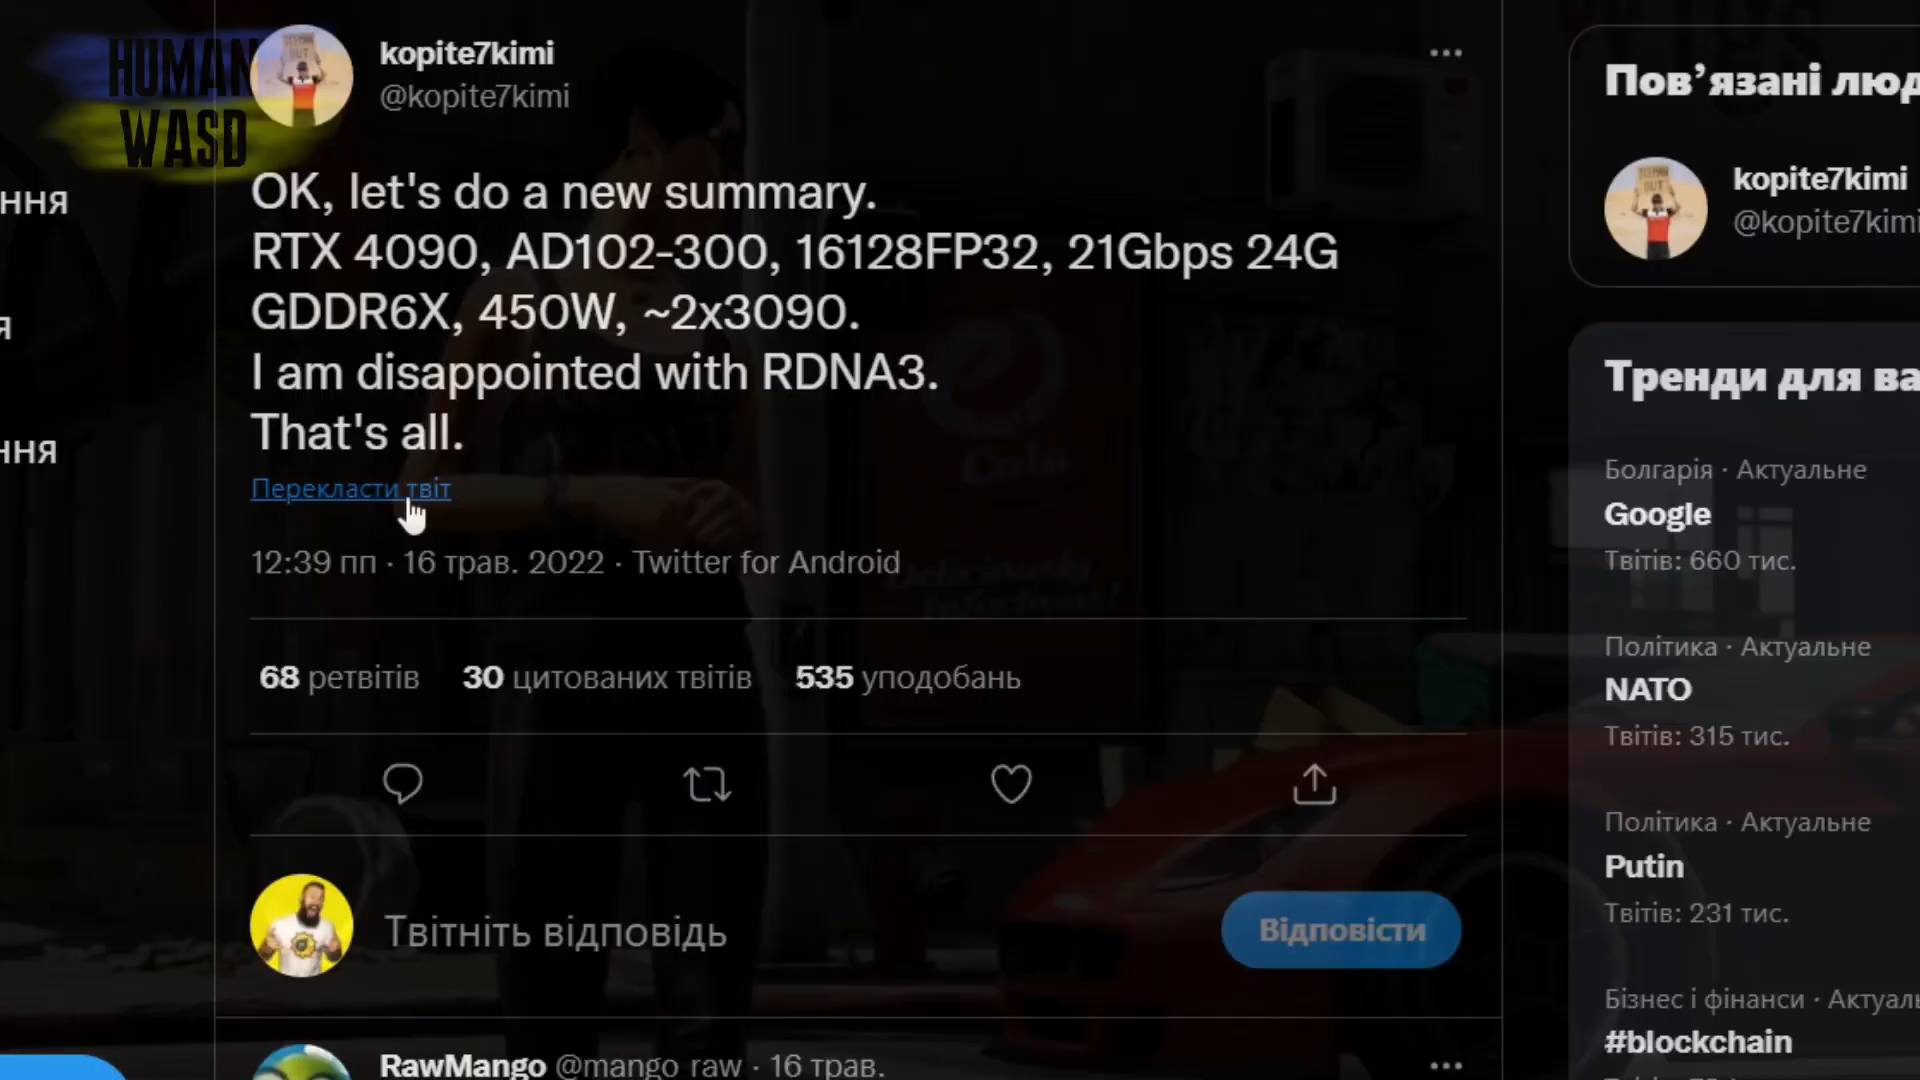 HUMAN
WASD
ння
я
ння
kopite7kimi
@kopite7kimi
OK, let's do a new summary.
RTX 4090, AD102-300, 16128FP32, 21Gbps 24G
GDDR6X, 450W, ~2x3090.
I am disappointed with RDNA3.
That's all.
Перекласти твіт
12:39 пп · 16 трав. 2022 · Twitter for Android
68 ретвітів 30 цитованих твітів 535 уподобань
Твітніть відповідь
Відповісти
RawMango @mango_raw · 16 трав.
Пов’язані люд
kopite7kimi
@kopite7kimi
Тренди для ва
Болгарія · Актуальне
Google
Твітів: 660 тис.
Політика · Актуальне
NATO
Твітів: 315 тис.
Політика · Актуальне
Putin
Твітів: 231 тис.
Бізнес і фінанси · Актуаль
#blockchain